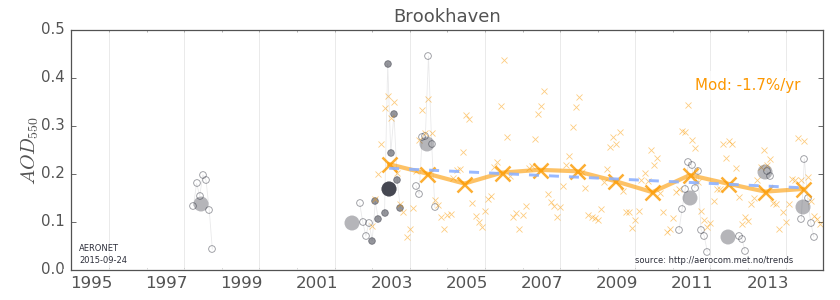 Brookhaven
0.5
0.4
0.3
0.2
0.1
0.0
AOD550
Mod: -1.7%/yr
AERONET
2015-09-24
source: http://aerocom.met.no/trends
1995 1997 1999 2001 2003 2005 2007 2009 2011 2013